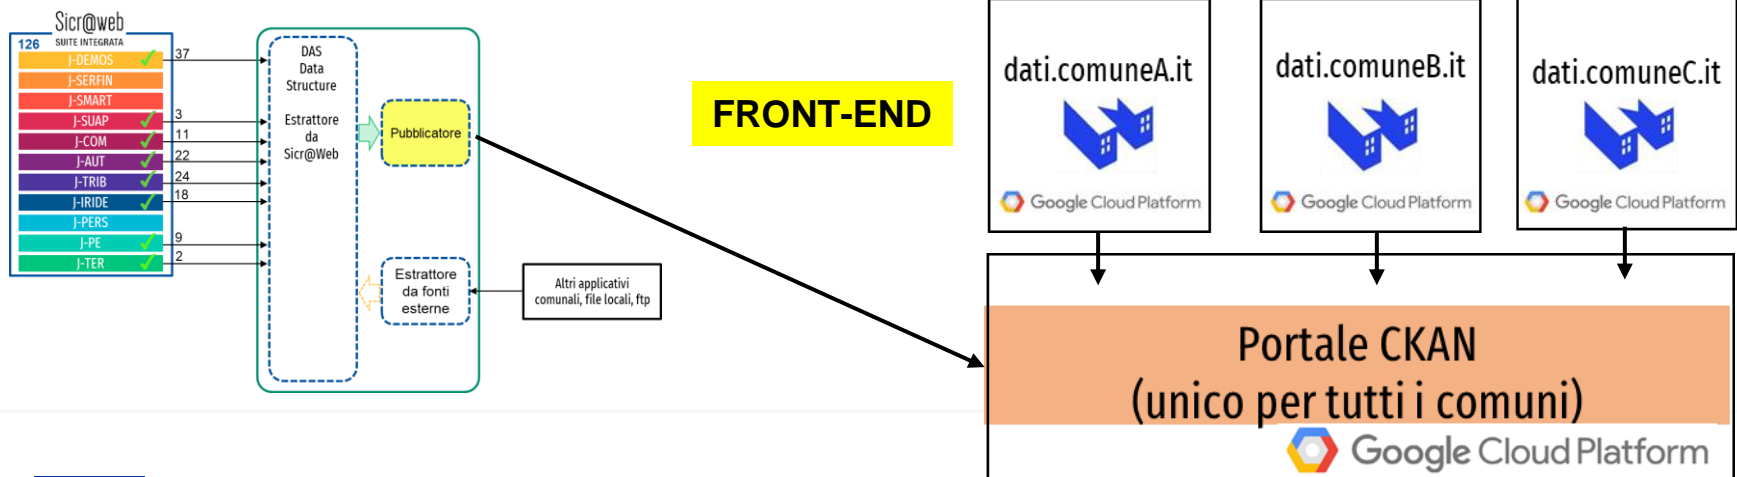 Sicr@web
SUITE INTEGRATA
126
J-DEMOS
37
J-SERFIN
J-SMART
J-SUAP
3
J-COM
11
J-AUT
22
J-TRIB
24
J-IRIDE
18
J-PERS
J-PE
9
J-TER
2
DAS
Data
Structure
Estrattore
da
Sicr@Web
Pubblicatore
Estrattore
da fonti
esterne
Altri applicativi
comunali, file locali, ftp
FRONT-END
dati.comuneA.it
Google Cloud Platform
dati.comuneB.it
Google Cloud Platform
dati.comuneC.it
Google Cloud Platform
Portale CKAN
(unico per tutti i comuni)
Google Cloud Platform